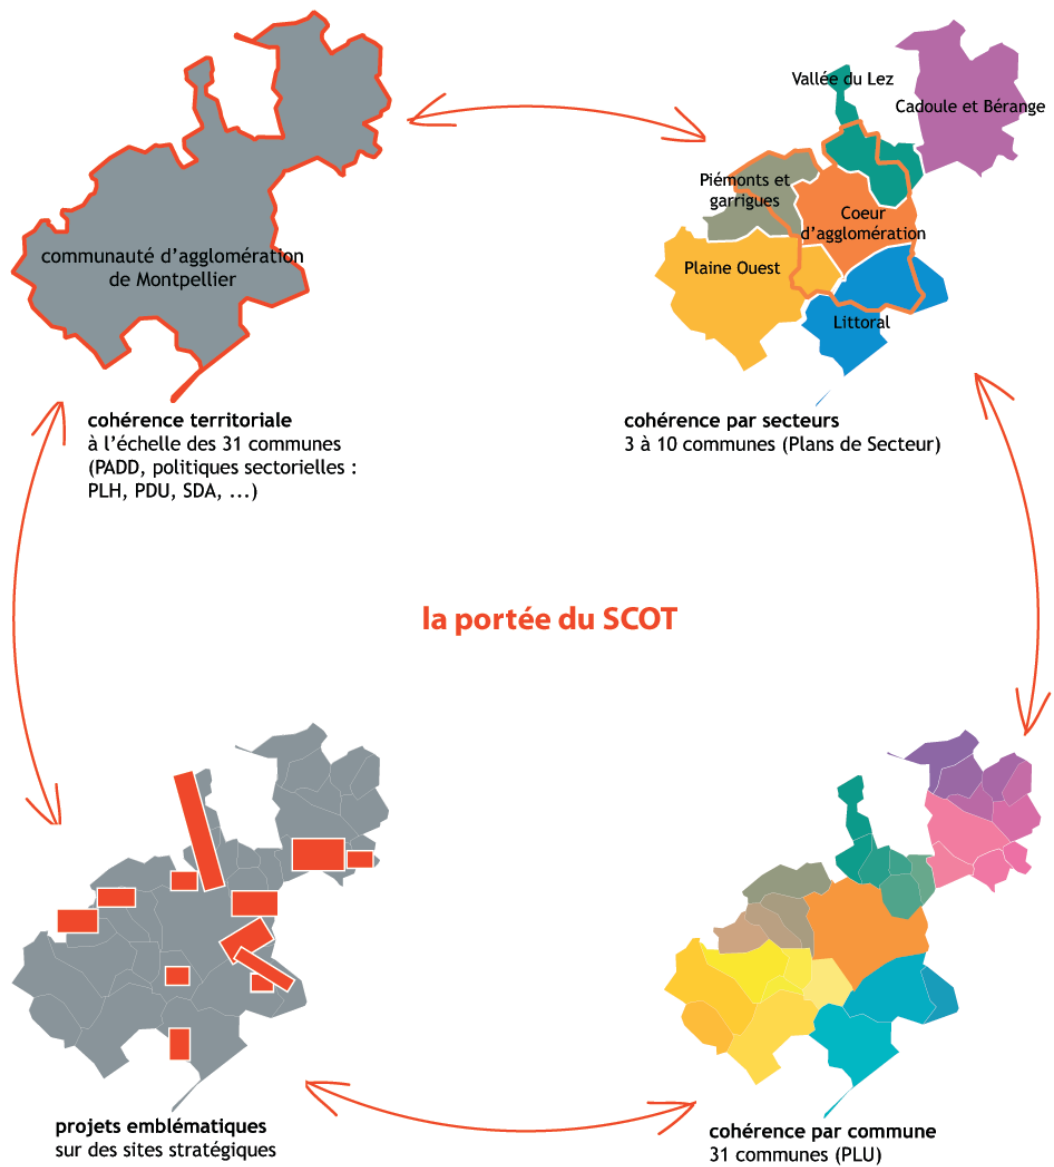 communauté d’agglomération
de Montpellier
cohérence territoriale
à l’échelle des 31 communes
(PADD, politiques sectorielles :
PLH, PDU, SDA, ...)
Vallée du Lez
Cadoule et Bérange
Piémonts et
garrigues
Coeur
d’agglomération
Plaine Ouest
Littoral
cohérence par secteurs
3 à 10 communes (Plans de Secteur)
la portée du SCOT
projets emblématiques
sur des sites stratégiques
cohérence par commune
31 communes (PLU)